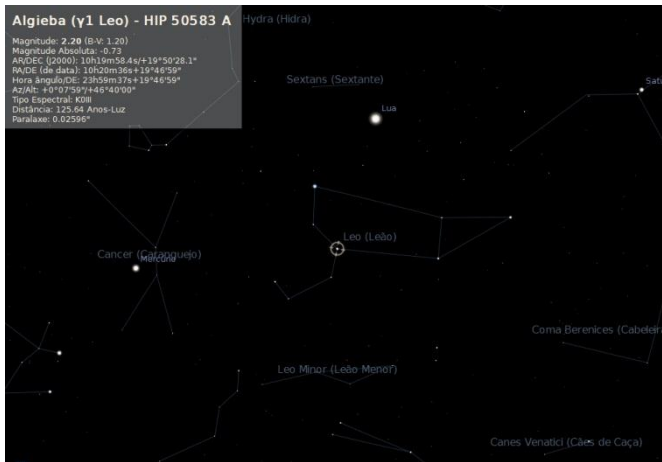 Algieba (γ1 Leo) - HIP 50583 A
Magnitude: 2.20 (B-V: 1.20)
Magnitude Absoluta: -0.73
AR/DEC (J2000): 10h19m58.4s/+19°50'28.1"
RA/DE (de data): 10h20m36s+19°46'59"
Hora ângulo/DE: 23h59m37s+19°46'59"
Az/Alt: +0°07'59"/+46°40'00"
Tipo Espectral: K0III
Distância: 125.64 Anos-Luz
Paralaxe: 0.02596"
Hydra (Hidra)
Sextans (Sextante)
Satu
Lua
Leo (Leão)
Cancer (Caranguejo)
Mercúrio
Coma Berenices (Cabeleir
Leo Minor (Leão Menor)
Canes Venatici (Cães de Caça)